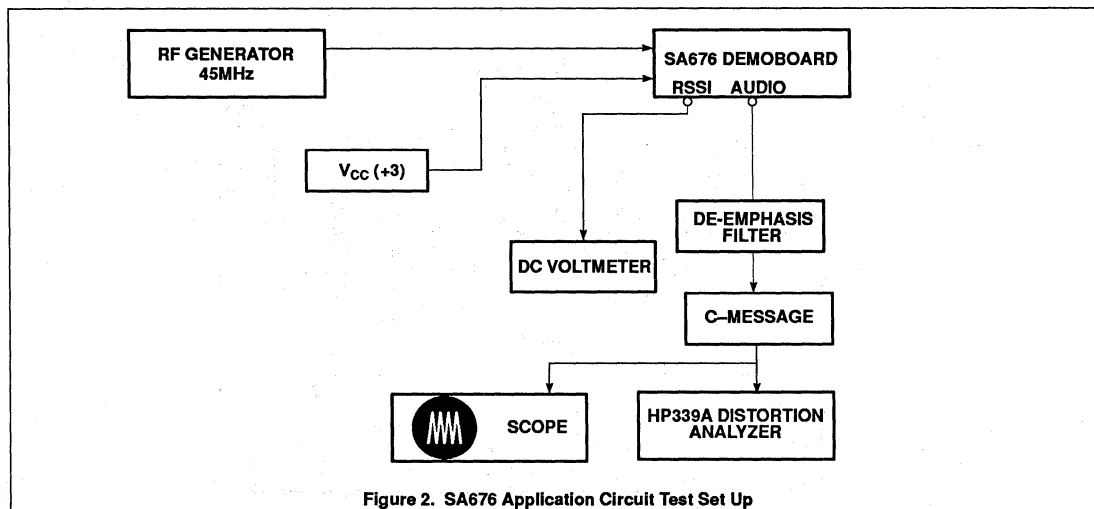 RF GENERATOR
45MHz
SA676 DEMOBOARD
RSSI AUDIO
VCC (+3)
DE-EMPHASIS
FILTER
DC VOLTMETER
C–MESSAGE
SCOPE
HP339A DISTORTION
ANALYZER
Figure 2. SA676 Application Circuit Test Set Up